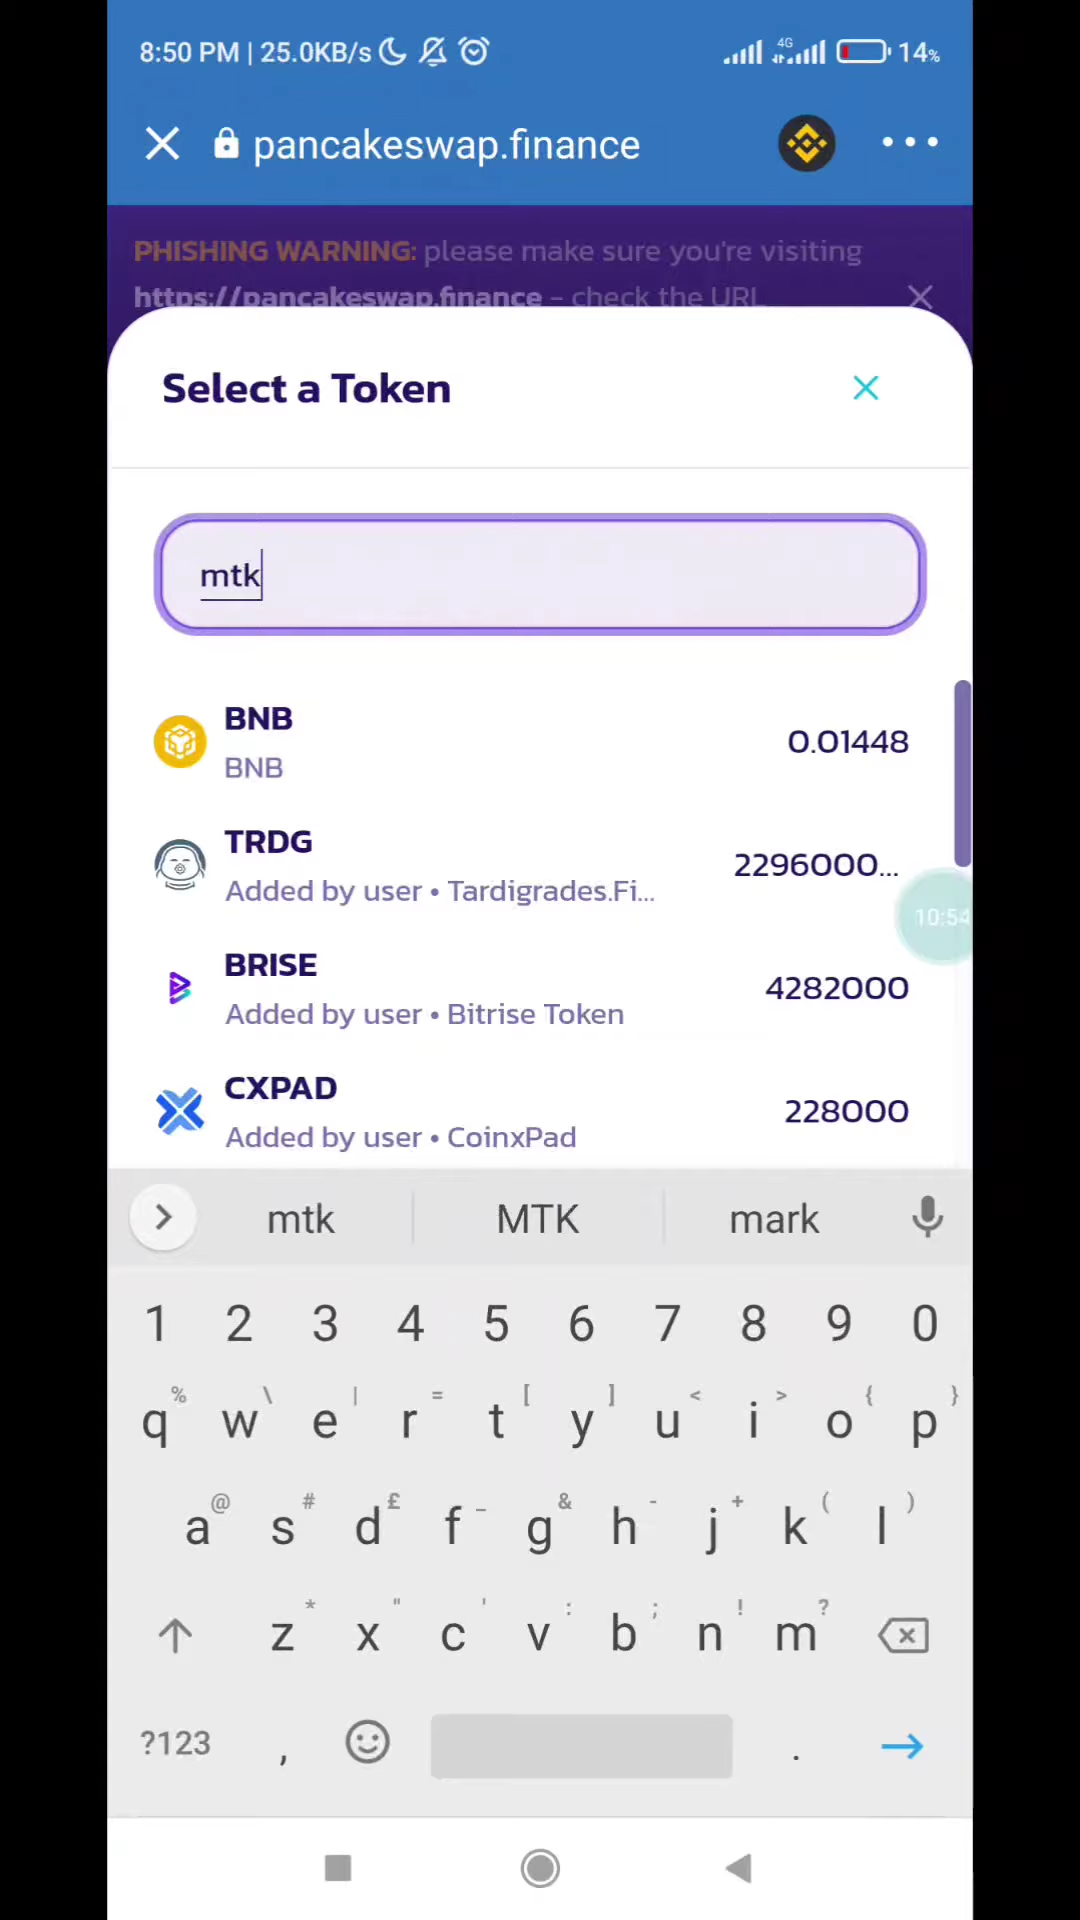 8:50 PM | 25.0KB/s 4G 14%
pancakeswap.finance
PHISHING WARNING: please make sure you're visiting
https://pancakeswap.finance - check the URL
Select a Token
mtk
BNB
BNB
0.01448
TRDG
Added by user • Tardigrades.Fi...
2296000...
10:54
BRISE
Added by user • Bitrise Token
4282000
CXPAD
Added by user • CoinxPad
228000
mtk MTK mark
1 2 3 4 5 6 7 8 9 0
% \ | = [ ] < > { }
q w e r t y u i o p
@ # £ _ & - + ( )
a s d f g h j k l
* " ' : ; ! ?
z x c v b n m
?123 , .